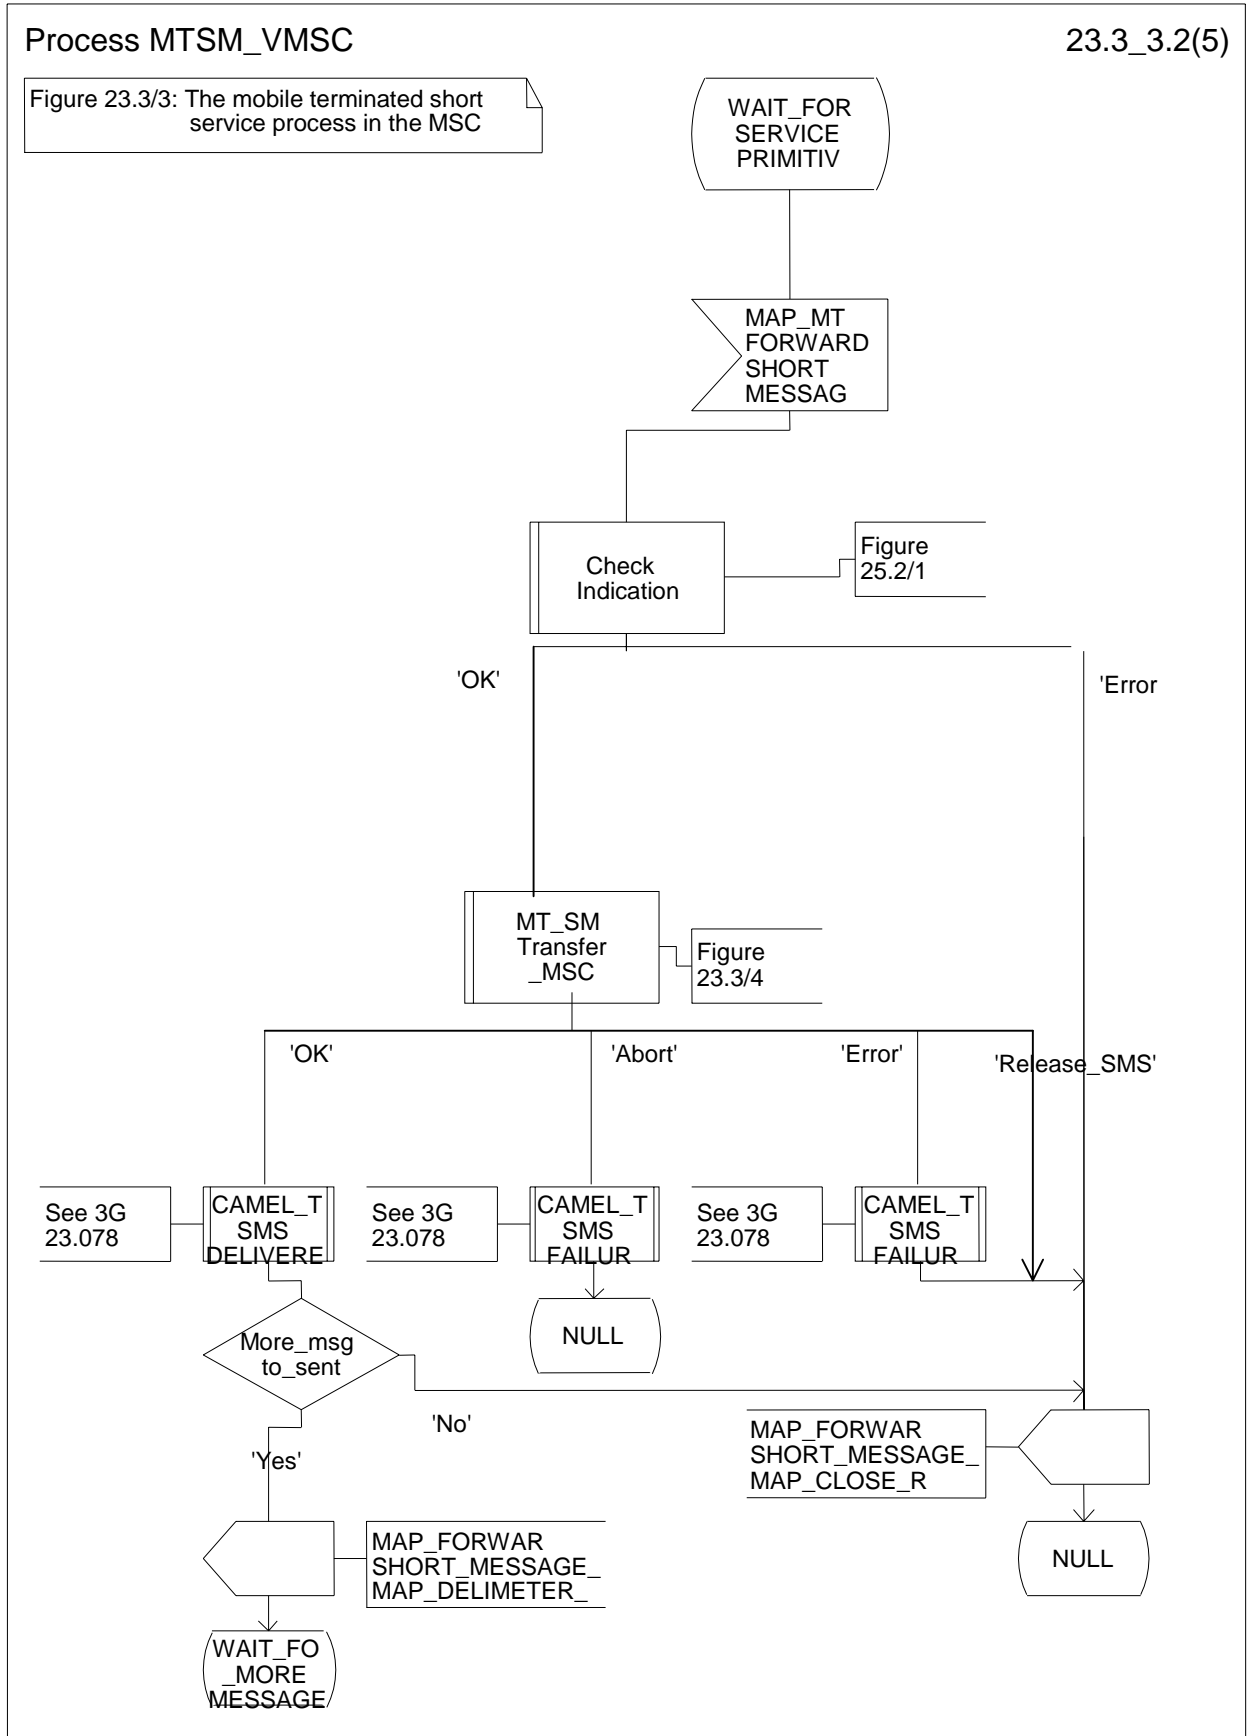 Process MTSM_VMSC
23.3_3.2(5)
Figure 23.3/3: The mobile terminated short
service process in the MSC
WAIT_FOR
SERVICE
PRIMITIV
MAP_MT
FORWARD
SHORT
MESSAG
Check
Indication
Figure
25.2/1
'OK'
'Error
MT_SM
Transfer
_MSC
Figure
23.3/4
'OK'
'Abort'
'Error'
'Release_SMS'
See 3G
23.078
CAMEL_T
SMS
DELIVERE
See 3G
23.078
CAMEL_T
SMS
FAILUR
See 3G
23.078
CAMEL_T
SMS
FAILUR
NULL
More_msg
to_sent
'No'
'Yes'
MAP_FORWAR
SHORT_MESSAGE_
MAP_CLOSE_R
NULL
MAP_FORWAR
SHORT_MESSAGE_
MAP_DELIMETER_
WAIT_FO
_MORE
MESSAGE